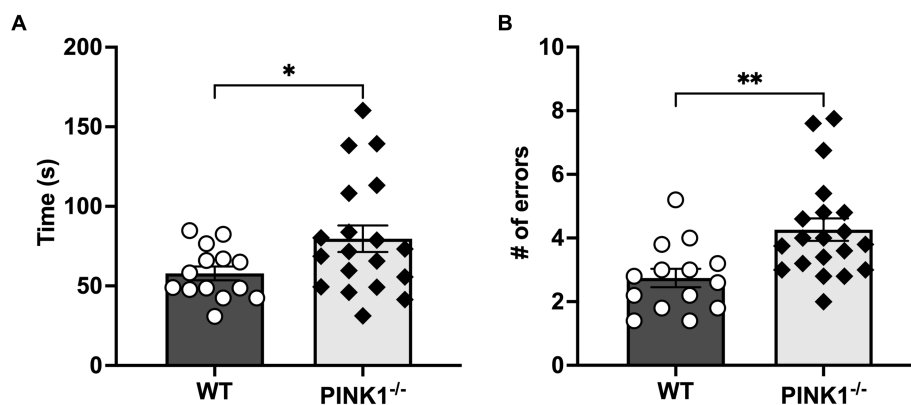 A
Time (s)
200
150
100
50
0
*
WT
PINK1-/-
B
# of errors
10
8
6
4
2
0
**
WT
PINK1-/-